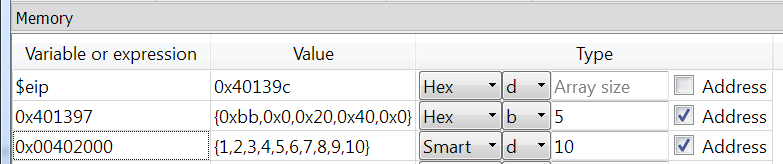 Memory
Variable or expression Value Type
$eip 0x40139c Hex d Array size Address
0x401397 {0xbb,0x0,0x20,0x40,0x0} Hex b 5 Address
0x00402000 {1,2,3,4,5,6,7,8,9,10} Smart d 10 Address